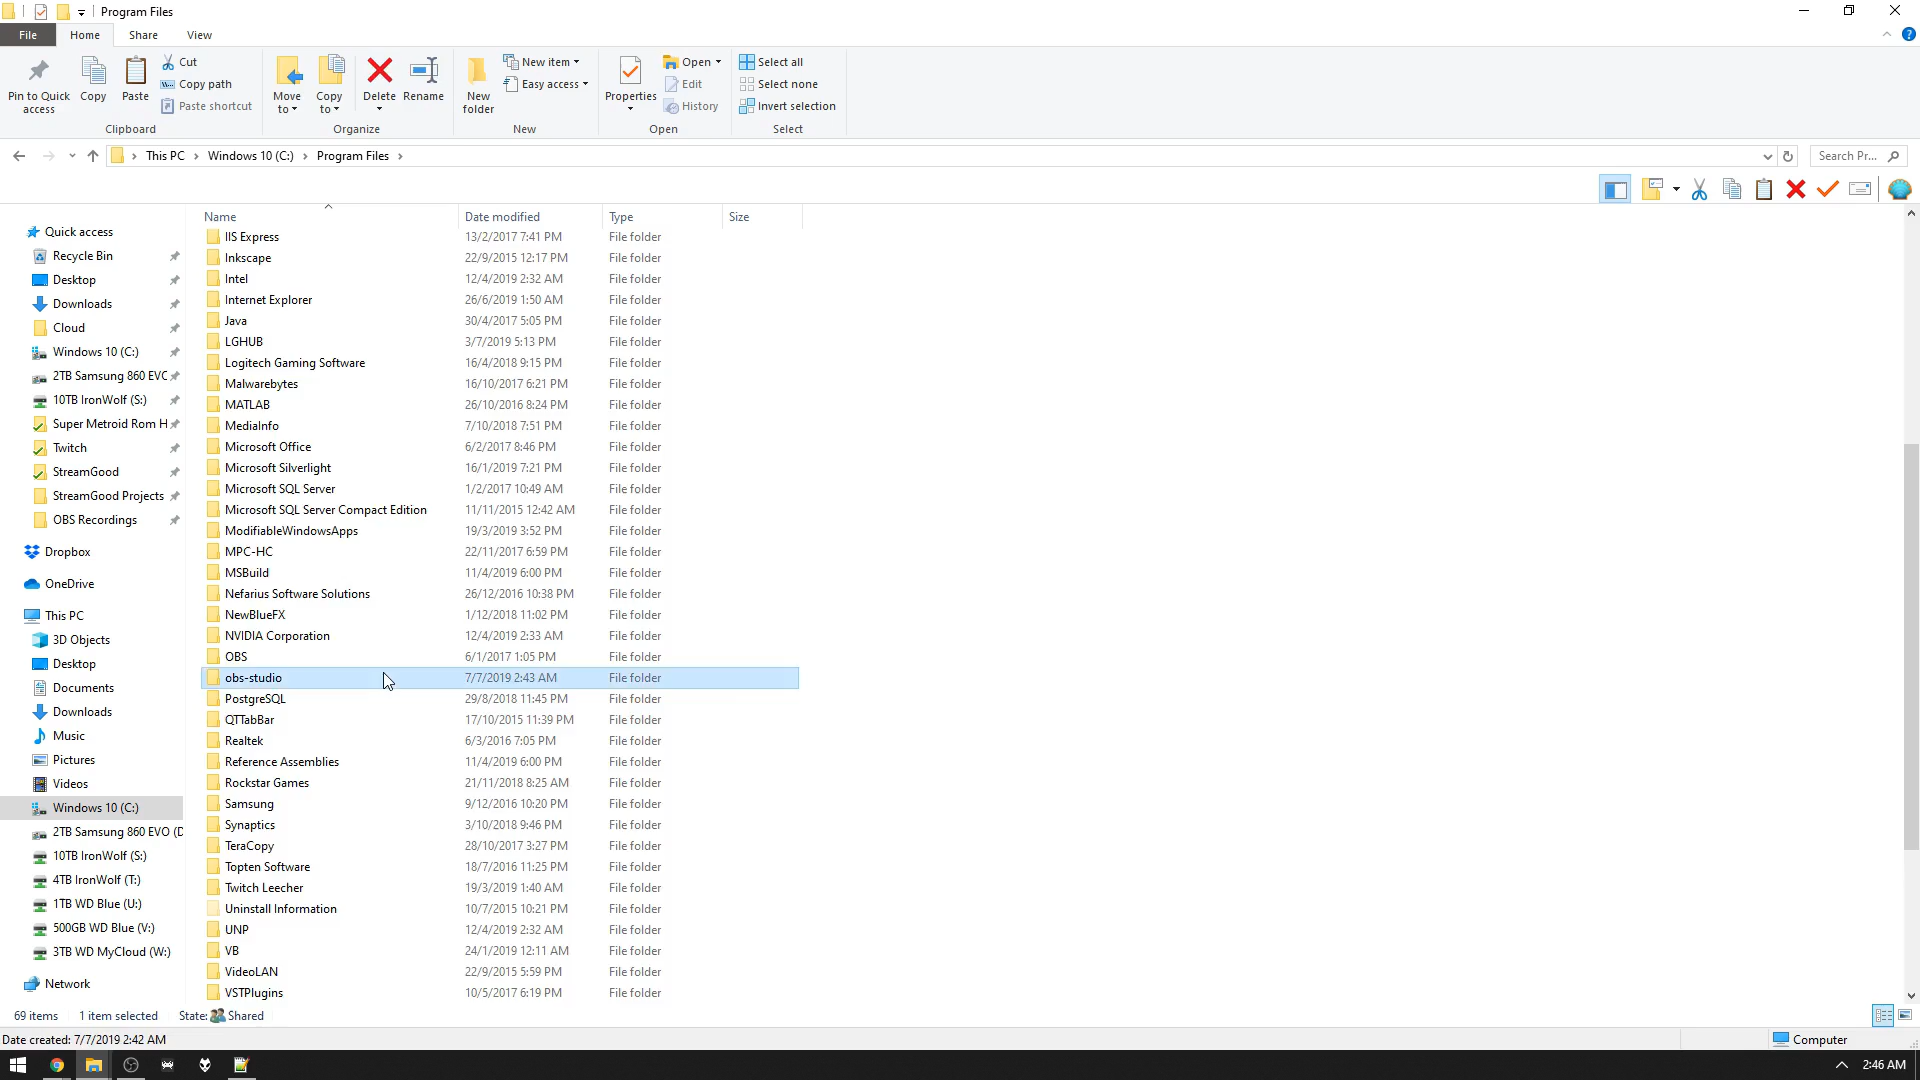 Program Files
File Home Share View
Pin to Quick access
Copy
Paste
Cut
Copy path
Paste shortcut
Clipboard
Move to
Copy to
Delete
Rename
Organize
New folder
New item
Easy access
New
Properties
Open
Edit
History
Open
Select all
Select none
Invert selection
Select
This PC Windows 10 (C:) Program Files
Search Pr...
Name Date modified Type Size
Quick access
Recycle Bin
Desktop
Downloads
Cloud
Windows 10 (C:)
2TB Samsung 860 EVC
10TB IronWolf (S:)
Super Metroid Rom H
Twitch
StreamGood
StreamGood Projects
OBS Recordings
Dropbox
OneDrive
This PC
3D Objects
Desktop
Documents
Downloads
Music
Pictures
Videos
Windows 10 (C:)
2TB Samsung 860 EVO (D
10TB IronWolf (S:)
4TB IronWolf (T:)
1TB WD Blue (U:)
500GB WD Blue (V:)
3TB WD MyCloud (W:)
Network
IIS Express 13/2/2017 7:41 PM File folder
Inkscape 22/9/2015 12:17 PM File folder
Intel 12/4/2019 2:32 AM File folder
Internet Explorer 26/6/2019 1:50 AM File folder
Java 30/4/2017 5:05 PM File folder
LGHUB 3/7/2019 5:13 PM File folder
Logitech Gaming Software 16/4/2018 9:15 PM File folder
Malwarebytes 16/10/2017 6:21 PM File folder
MATLAB 26/10/2016 8:24 PM File folder
MediaInfo 7/10/2018 7:51 PM File folder
Microsoft Office 6/2/2017 8:46 PM File folder
Microsoft Silverlight 16/1/2019 7:21 PM File folder
Microsoft SQL Server 1/2/2017 10:49 AM File folder
Microsoft SQL Server Compact Edition 11/11/2015 12:42 AM File folder
ModifiableWindowsApps 19/3/2019 3:52 PM File folder
MPC-HC 22/11/2017 6:59 PM File folder
MSBuild 11/4/2019 6:00 PM File folder
Nefarius Software Solutions 26/12/2016 10:38 PM File folder
NewBlueFX 1/12/2018 11:02 PM File folder
NVIDIA Corporation 12/4/2019 2:33 AM File folder
OBS 6/1/2017 1:05 PM File folder
obs-studio 7/7/2019 2:43 AM File folder
PostgreSQL 29/8/2018 11:45 PM File folder
QTTabBar 17/10/2015 11:39 PM File folder
Realtek 6/3/2016 7:05 PM File folder
Reference Assemblies 11/4/2019 6:00 PM File folder
Rockstar Games 21/11/2018 8:25 AM File folder
Samsung 9/12/2016 10:20 PM File folder
Synaptics 3/10/2018 9:46 PM File folder
TeraCopy 28/10/2017 3:27 PM File folder
Topten Software 18/7/2016 11:25 PM File folder
Twitch Leecher 19/3/2019 1:40 AM File folder
Uninstall Information 10/7/2015 10:21 PM File folder
UNP 12/4/2019 2:32 AM File folder
VB 24/1/2019 12:11 AM File folder
VideoLAN 22/9/2015 5:59 PM File folder
VSTPlugins 10/5/2017 6:19 PM File folder
69 items 1 item selected State: Shared
Date created: 7/7/2019 2:42 AM Computer
2:46 AM